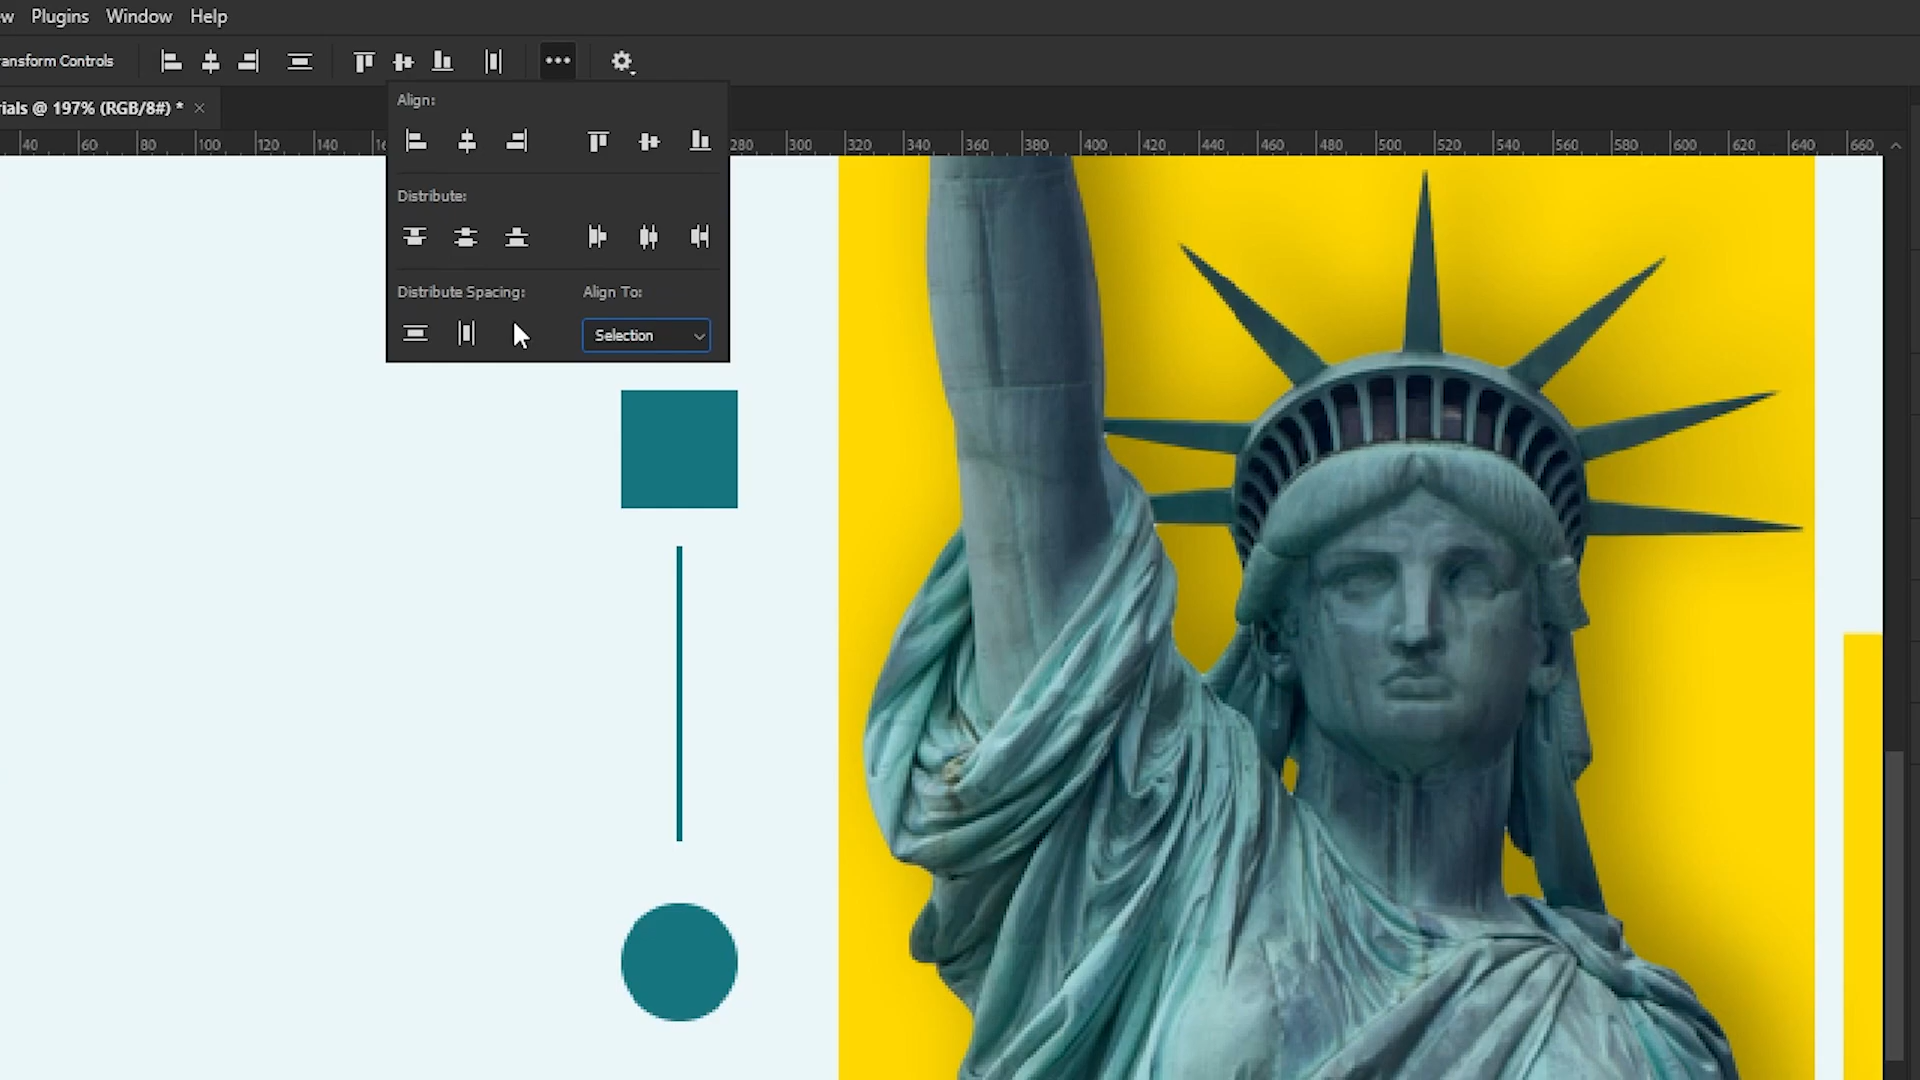 Plugins Window Help
ransform Controls
@ 197% (RGB/8#) *
Align:
40 60 80 100 120 140 280 300 320 340 360 380 400 420 440 460 480 500 520 540 560 580 600 620 640 660
Distribute:
Distribute Spacing: Align To:
Selection